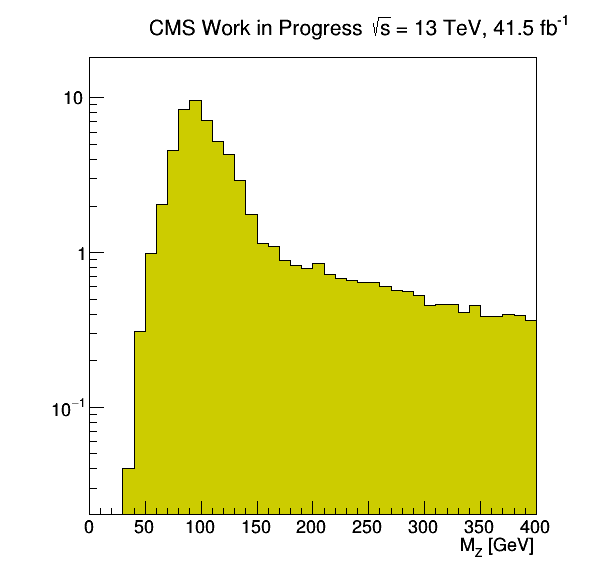 CMS Work in Progress √s = 13 TeV, 41.5 fb⁻¹
10
1
10⁻¹
0 50 100 150 200 250 300 350 400
M_Z [GeV]